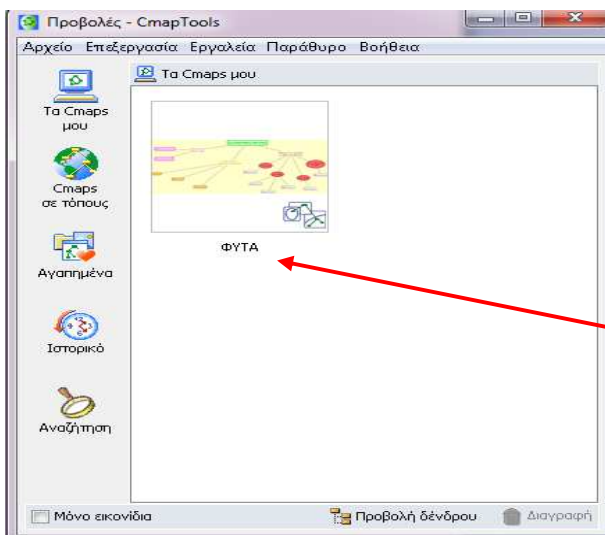 Προβολές - CmapTools
Αρχείο Επεξεργασία Εργαλεία Παράθυρο Βοήθεια
Τα Cmaps μου
Τα Cmaps
μου
Cmaps
σε τόπους
Αγαπημένα
Ιστορικό
Αναζήτηση
ΦΥΤΑ
Μόνο εικονίδια
Προβολή δένδρου
Διαγραφή